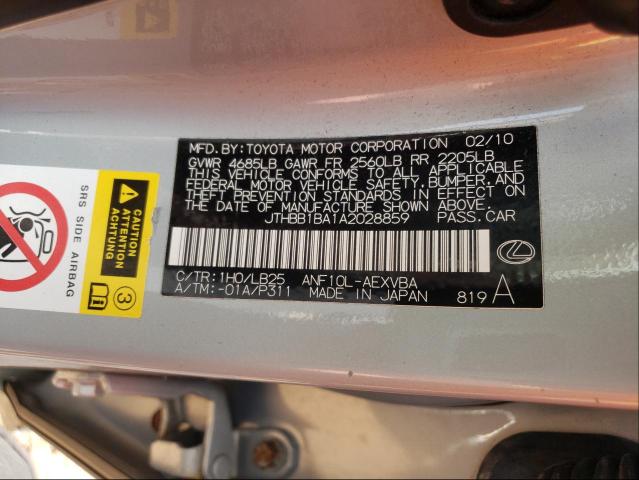 MFD. BY: TOYOTA MOTOR CORPORATION 02/10
GVWR 4685LB GAWR FR 2560LB RR 2205LB
THIS VEHICLE CONFORMS TO ALL APPLICABLE
FEDERAL MOTOR VEHICLE SAFETY, BUMPER, AND
THEFT PREVENTION STANDARDS IN EFFECT ON
THE DATE OF MANUFACTURE SHOWN ABOVE.
JTHBB1BA1A2028859 PASS. CAR
C/TR: 1H0/LB25 ANF10L-AEXVBA
A/TM: -01A/P311 MADE IN JAPAN 819 A
SRS SIDE AIRBAG
CAUTION
ATTENTION
ACHTUNG
3